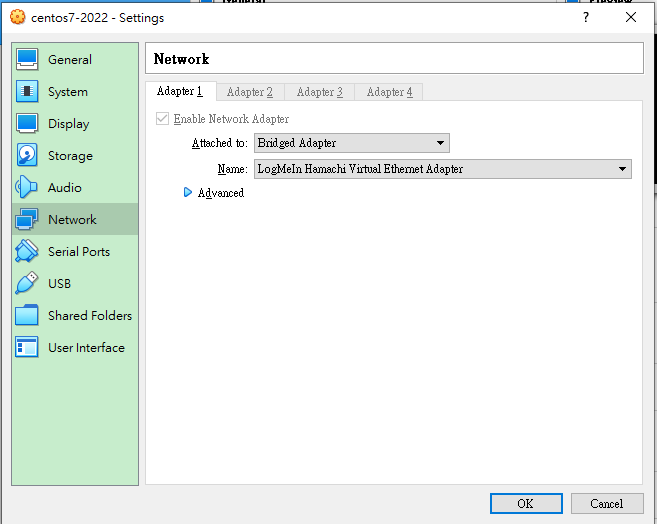 General
Preview
centos7-2022 - Settings
?
General
System
Display
Storage
Audio
Network
Serial Ports
USB
Shared Folders
User Interface
Network
Adapter 1
Adapter 2
Adapter 3
Adapter 4
Enable Network Adapter
Attached to: Bridged Adapter
Name: LogMeIn Hamachi Virtual Ethernet Adapter
Advanced
OK
Cancel